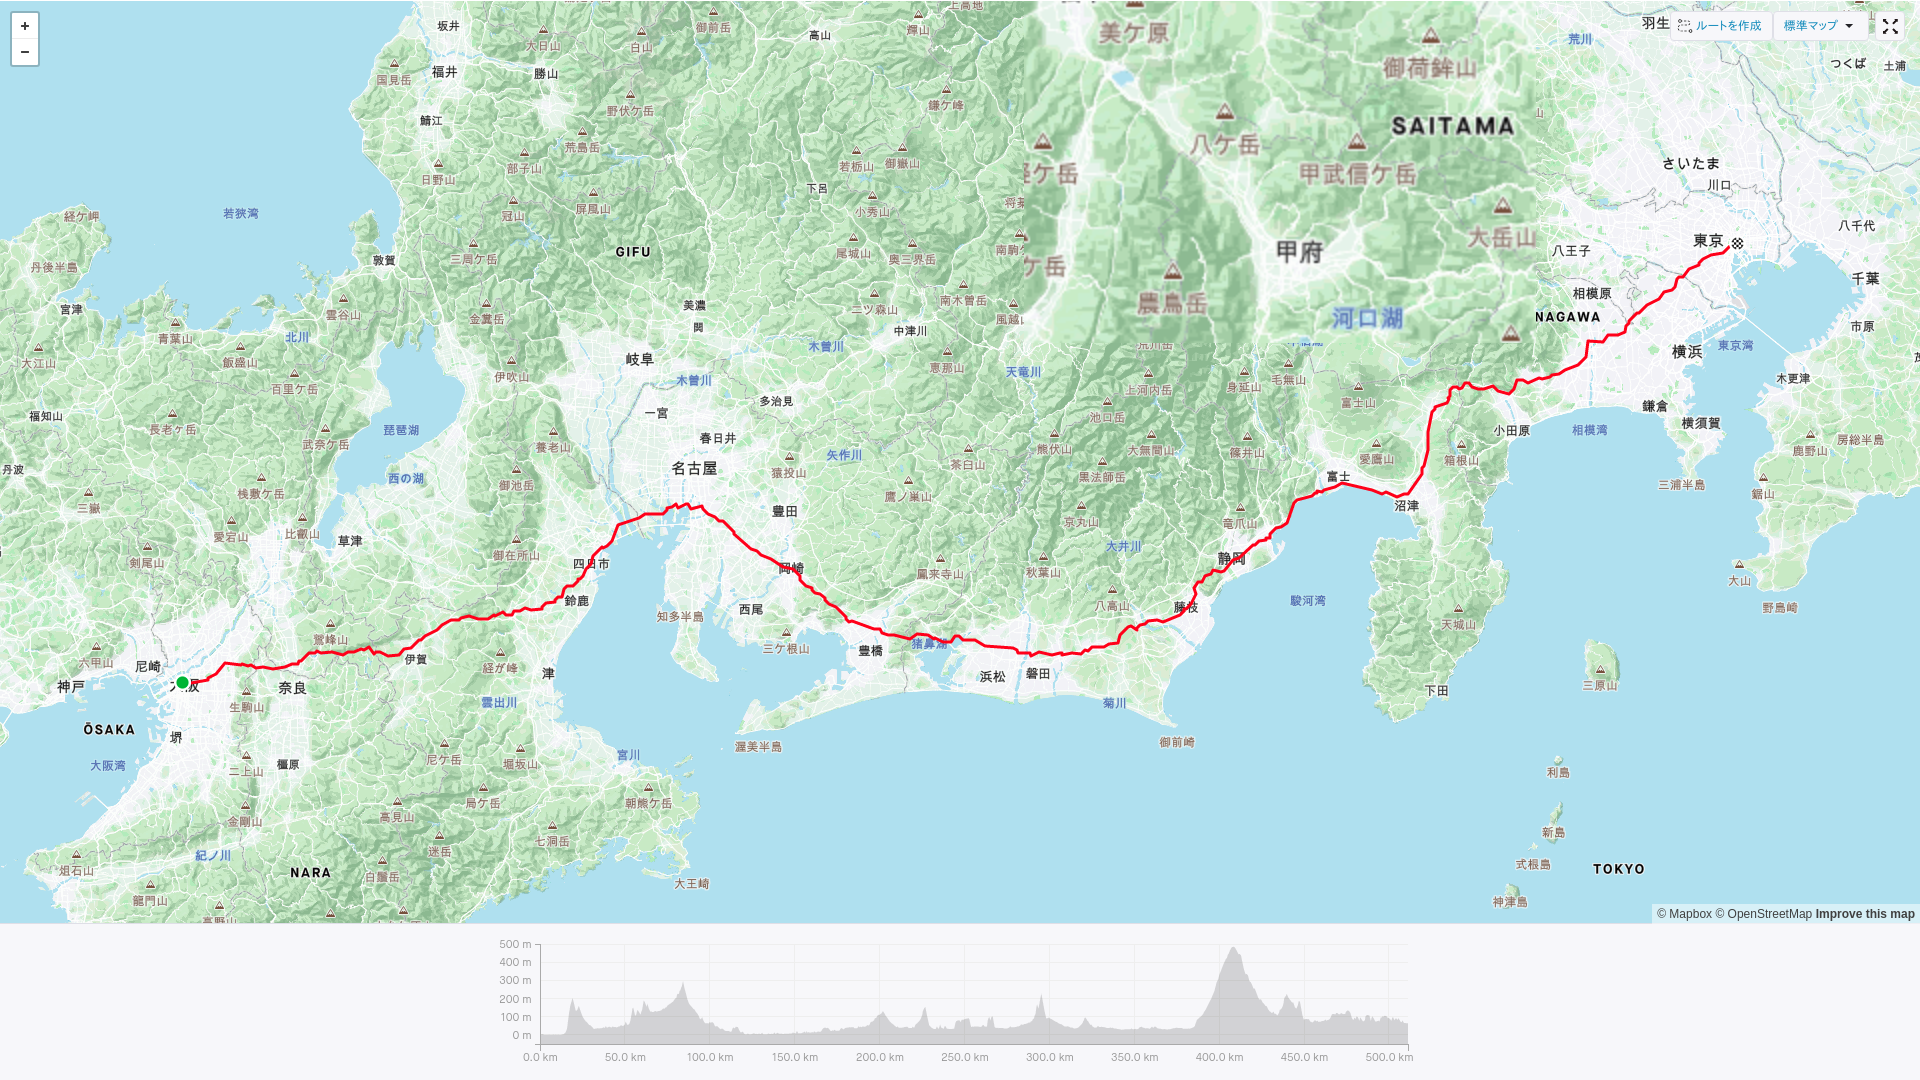 +
−
ルートを作成
標準マップ
坂井
大日山
白山
御前岳
高山
輝山
上高地
美ケ原
御荷鉾山
羽生
荒川
つくば
土浦
国見岳
福井
勝山
野伏ケ岳
鎌ケ峰
八ケ岳
甲武信ケ岳
SAITAMA
さいたま
川口
鯖江
荒島岳
部子山
若栃山
御嶽山
日野山
下呂
経ケ岬
若狭湾
冠山
屏風山
小秀山
大岳山
甲府
東京
八王子
八千代
丹後半島
敦賀
三周ケ岳
GIFU
尾城山
奥三界岳
農鳥岳
河口湖
相模原
千葉
宮津
雲谷山
金糞岳
美濃
関
二ツ森山
南木曽岳
中津川
NAGAWA
市原
青葉山
北川
飯盛山
大江山
百里ケ岳
伊吹山
岐阜
木曽川
木曽川
恵那山
天竜川
上河内岳
身延山
毛無山
富士山
横浜
東京湾
木更津
福知山
長老ヶ岳
武奈ケ岳
琵琶湖
養老山
一宮
多治見
春日井
池口岳
小田原
相模湾
鎌倉
横須賀
房総半島
鹿野山
丹波
三嶽
桟敷ケ岳
西の湖
御池岳
名古屋
猿投山
矢作川
茶臼山
熊伏山
大無間山
黒法師岳
篠井山
愛鷹山
箱根山
富士
沼津
三浦半島
鋸山
愛宕山
比叡山
草津
剣尾山
御在所山
四日市
豊田
鷹ノ巣山
京丸山
竜爪山
大井川
静岡
岡崎
鳳来寺山
秋葉山
大山
野島崎
鷲峰山
鈴鹿
知多半島
西尾
三ケ根山
八高山
藤枝
駿河湾
天城山
六甲山
尼崎
神戸
奈良
伊賀
経が峰
津
豊橋
猪鼻湖
浜松
磐田
菊川
下田
三原山
生駒山
雲出川
ŌSAKA
堺
大阪湾
二上山
橿原
尼ケ岳
堀坂山
宮川
渥美半島
御前崎
利島
金剛山
高見山
局ケ岳
朝熊ケ岳
七洞岳
新島
俎石山
紀ノ川
迷岳
NARA
白鬚岳
大王崎
式根島
TOKYO
龍門山
神津島
© Mapbox © OpenStreetMap Improve this map
500 m
400 m
300 m
200 m
100 m
0 m
0.0 km
50.0 km
100.0 km
150.0 km
200.0 km
250.0 km
300.0 km
350.0 km
400.0 km
450.0 km
500.0 km